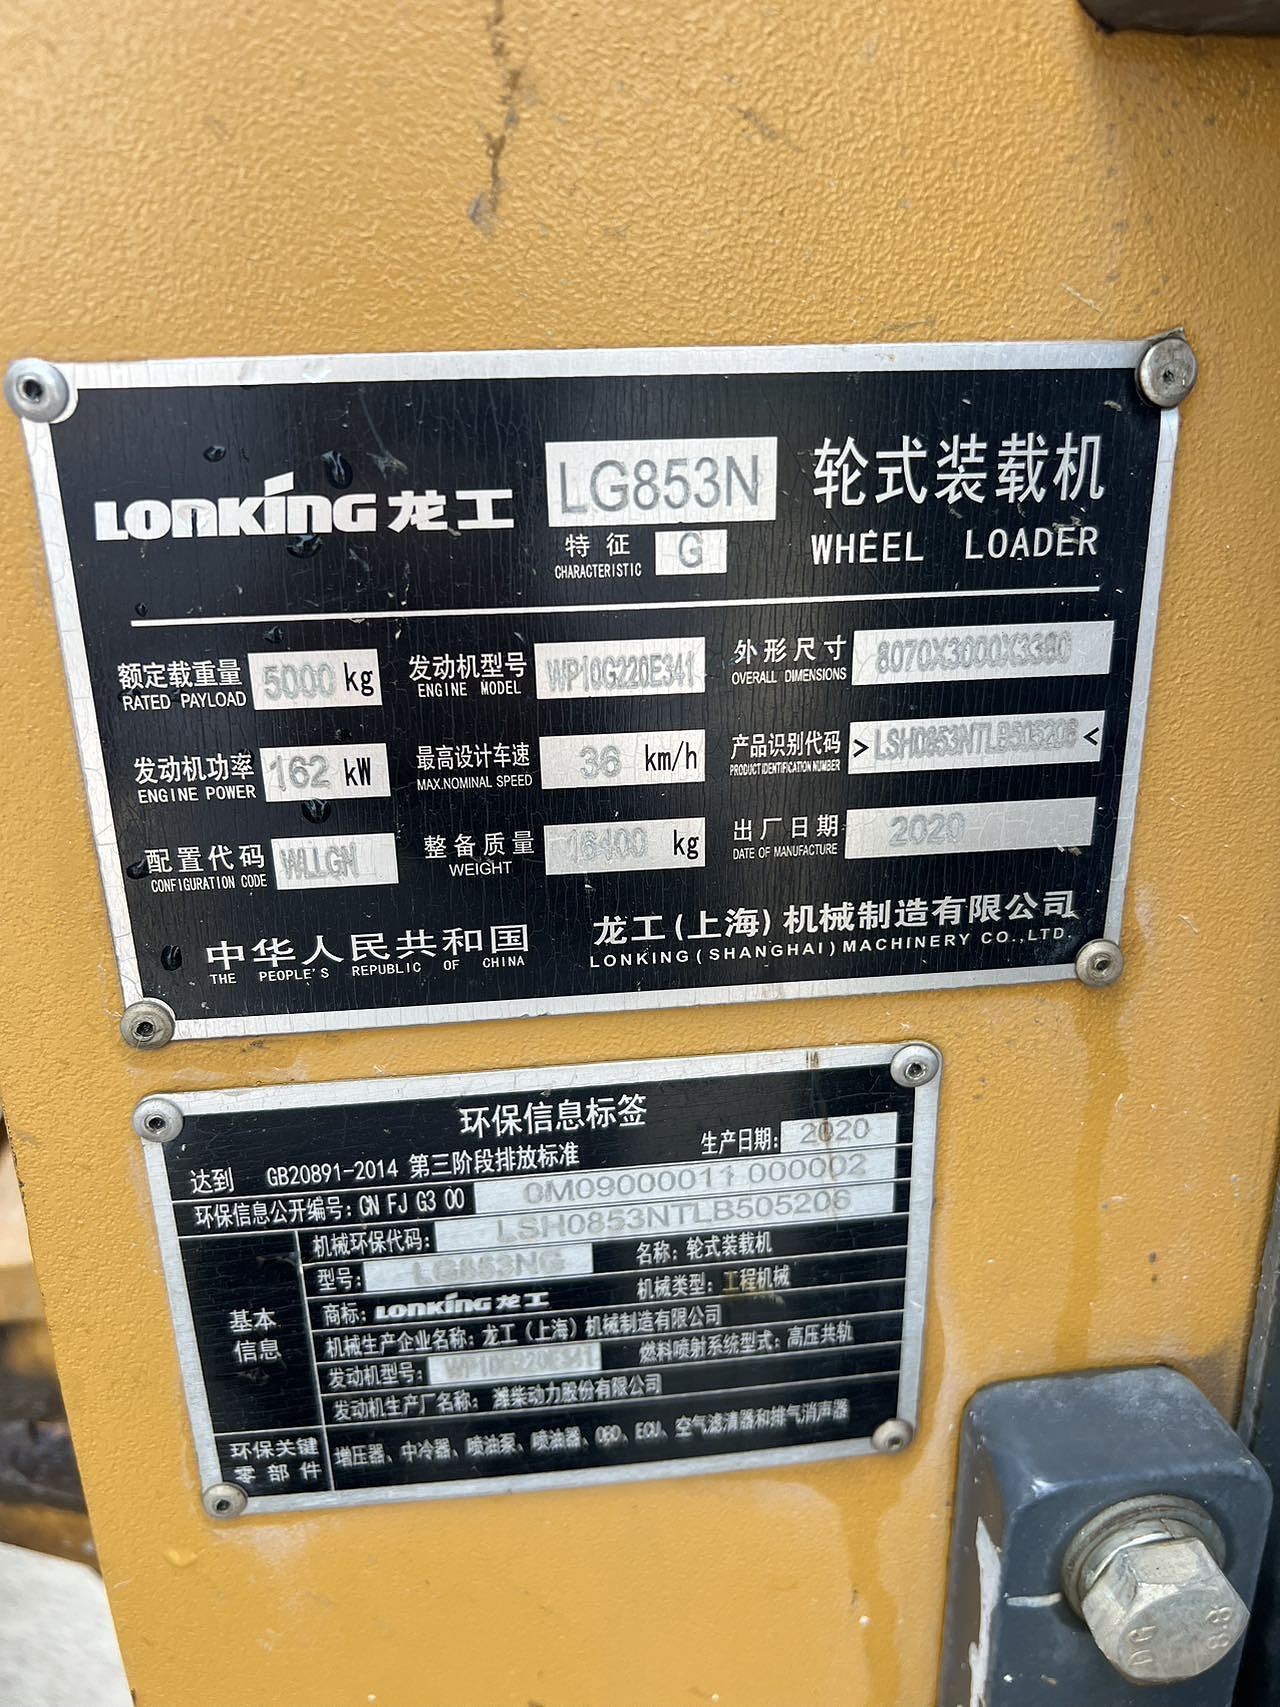 LONKING 龙工 LG853N 轮式装载机
特征 G WHEEL LOADER
CHARACTERISTIC
额定载重量 5000 kg 发动机型号 WP10G220E341 外形尺寸 8070X3000X3380
RATED PAYLOAD ENGINE MODEL OVERALL DIMENSIONS
发动机功率 162 kW 最高设计车速 36 km/h 产品识别代码 >LSH0853NTLB505206<
ENGINE POWER MAX.NOMINAL SPEED PRODUCT IDENTIFICATION NUMBER
配置代码 WLLGN 整备质量 16400 kg 出厂日期 2020
CONFIGURATION CODE WEIGHT DATE OF MANUFACTURE
中华人民共和国 龙工(上海)机械制造有限公司
THE PEOPLE'S REPUBLIC OF CHINA LONKING(SHANGHAI)MACHINERY CO.,LTD.
环保信息标签
生产日期: 2020
达到 GB20891-2014 第三阶段排放标准
环保信息公开编号: CN FJ G3 00 0M09000011 000002
机械环保代码: LSH0853NTLB505206
型号: LG853NG 名称: 轮式装载机
商标: LONKING 龙工 机械类型: 工程机械
机械生产企业名称: 龙工(上海)机械制造有限公司
发动机型号: WP10G220E341 燃料喷射系统型式: 高压共轨
发动机生产厂名称: 潍柴动力股份有限公司
基本
信息
环保关键
零部件
增压器、中冷器、喷油泵、喷油器、OBD、ECU、空气滤清器和排气消声器
DG 8.8